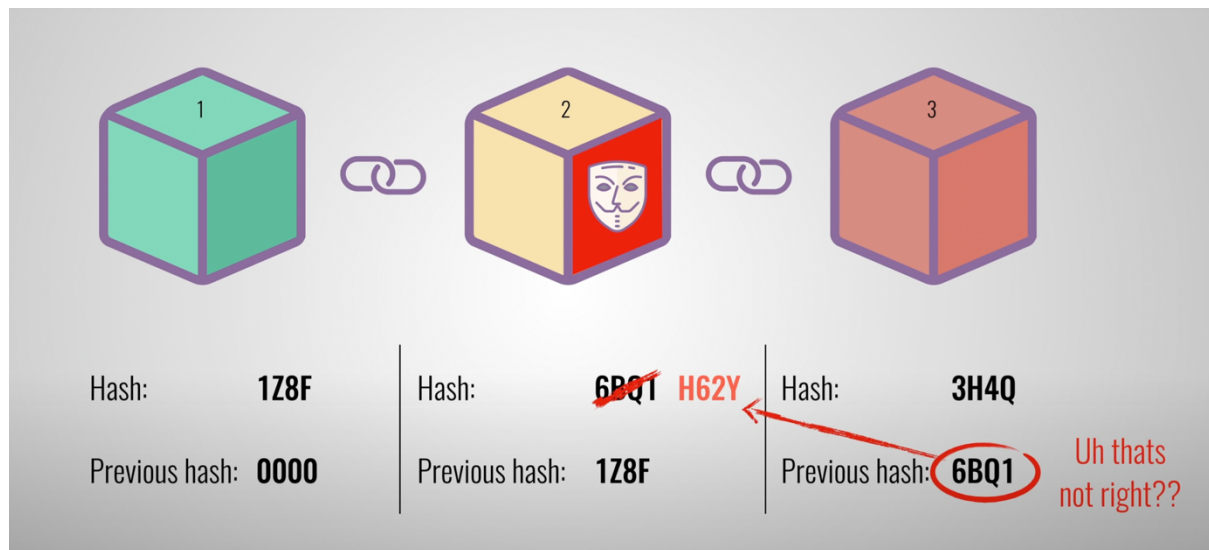 1
2
3
Hash: 1Z8F
Previous hash: 0000
Hash: 6BQ1 H62Y
Previous hash: 1Z8F
Hash: 3H4Q
Previous hash: 6BQ1
Uh thats
not right??